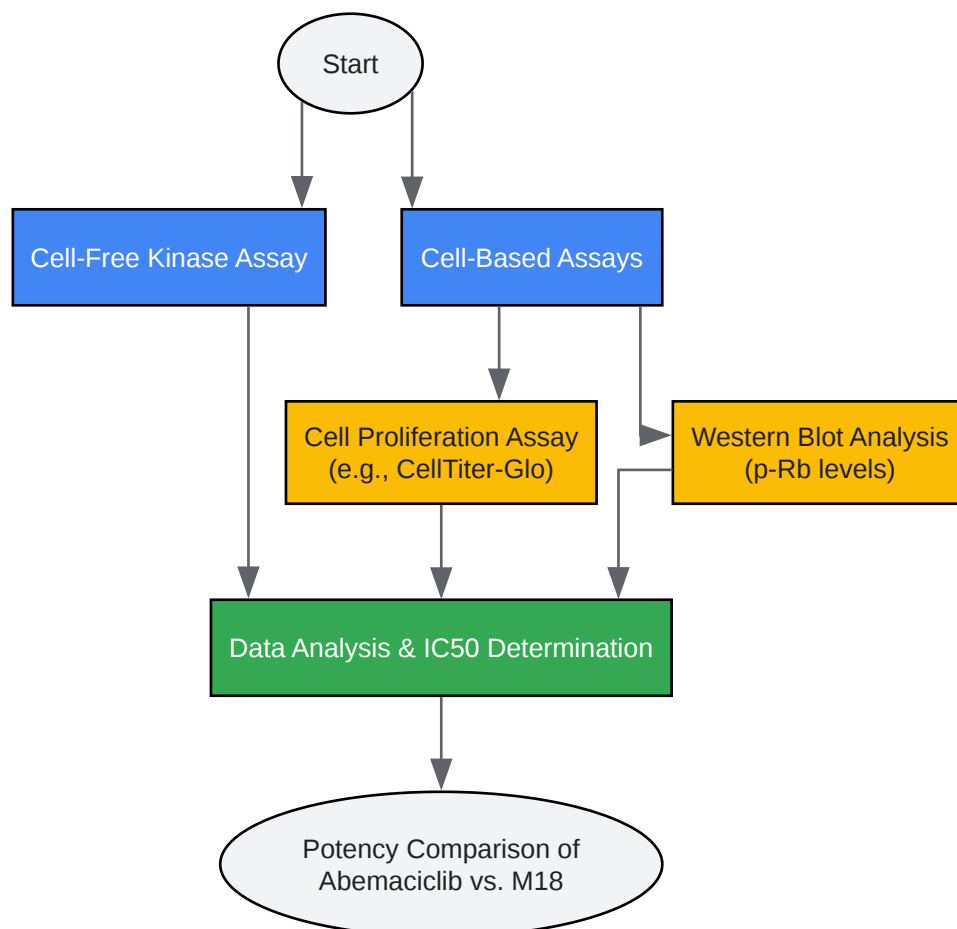 Start
Cell-Free Kinase Assay
Cell-Based Assays
Cell Proliferation Assay
(e.g., CellTiter-Glo)
Western Blot Analysis
(p-Rb levels)
Data Analysis & IC50 Determination
Potency Comparison of
Abemaciclib vs. M18